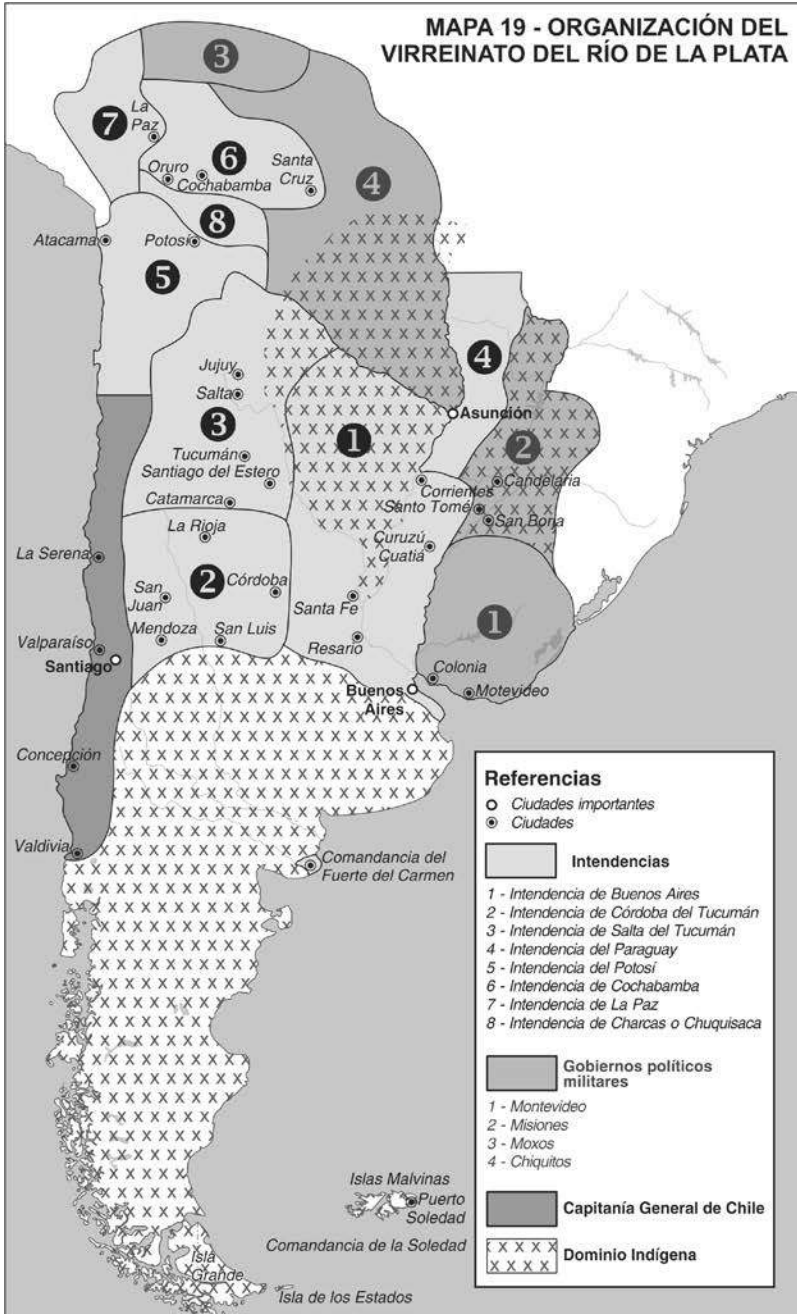 MAPA 19 - ORGANIZACIÓN DEL
VIRREINATO DEL RÍO DE LA PLATA
3
7
La
Paz
6
Oruro
Cochabamba
Santa
Cruz
4
8
Atacama
Potosí
5
4
Jujuy
Salta
3
Asunción
1
2
Tucumán
Santiago del Estero
Catamarca
Corrientes
Candelaria
Santo Tomé
San Borja
La Rioja
Curuzú
Cuatia
La Serena
2
San
Juan
Córdoba
Santa Fe
1
Mendoza
San Luis
Resario
Valparaíso
Santiago
Colonia
Buenos
Aires
Motevideo
Concepción
Valdivia
Comandancia del
Fuerte del Carmen
Islas Malvinas
Puerto
Soledad
Comandancia de la Soledad
Isla
Grande
Isla de los Estados
Referencias
Ciudades importantes
Ciudades
Intendencias
1 - Intendencia de Buenos Aires
2 - Intendencia de Córdoba del Tucumán
3 - Intendencia de Salta del Tucumán
4 - Intendencia del Paraguay
5 - Intendencia del Potosí
6 - Intendencia de Cochabamba
7 - Intendencia de La Paz
8 - Intendencia de Charcas o Chuquisaca
Gobiernos políticos
militares
1 - Montevideo
2 - Misiones
3 - Moxos
4 - Chiquitos
Capitanía General de Chile
Dominio Indígena